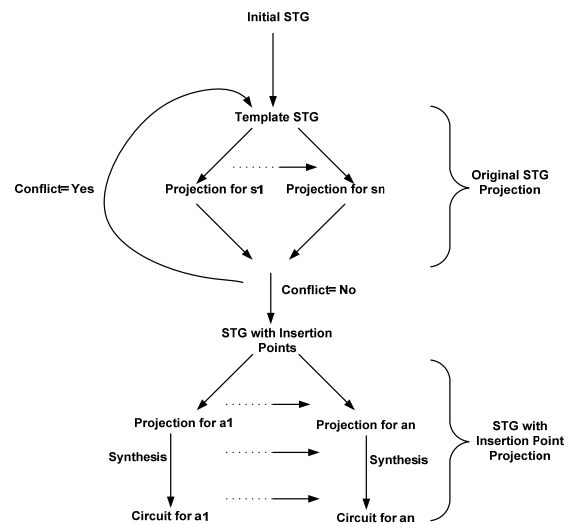 Initial STG
Template STG
Projection for s1
Projection for sn
Conflict= Yes
Original STG
Projection
Conflict= No
STG with Insertion
Points
Projection for a1
Projection for an
Synthesis
Synthesis
STG with
Insertion Point
Projection
Circuit for a1
Circuit for an